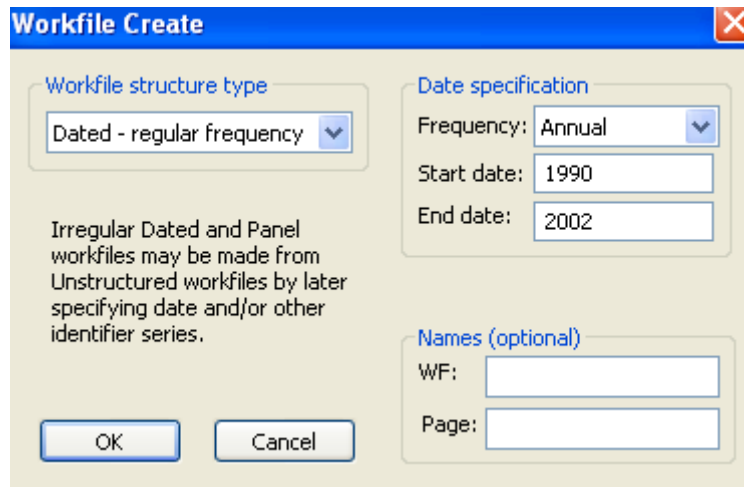 Workfile Create
Workfile structure type
Dated - regular frequency
Irregular Dated and Panel
workfiles may be made from
Unstructured workfiles by later
specifying date and/or other
identifier series.
OK
Cancel
Date specification
Frequency: Annual
Start date: 1990
End date: 2002
Names (optional)
WF:
Page: